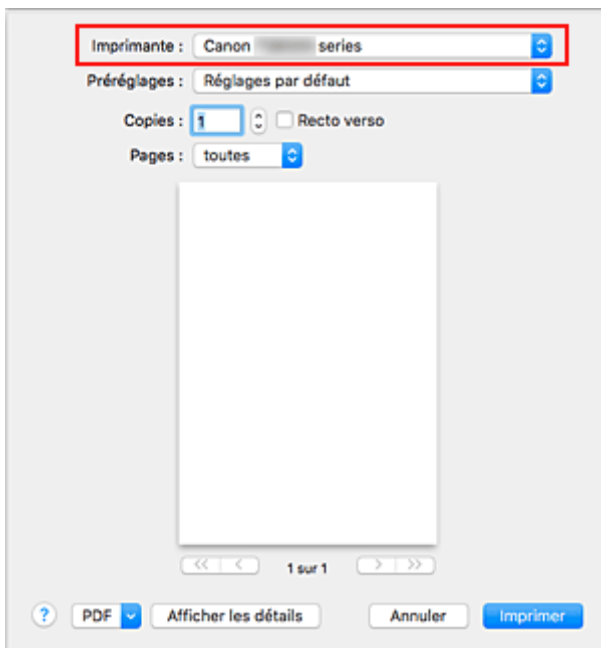 Imprimante : Canon series
Préréglages : Réglages par défaut
Copies : 1 Recto verso
Pages : toutes
<< < 1 sur 1 > >>
? PDF Afficher les détails Annuler Imprimer